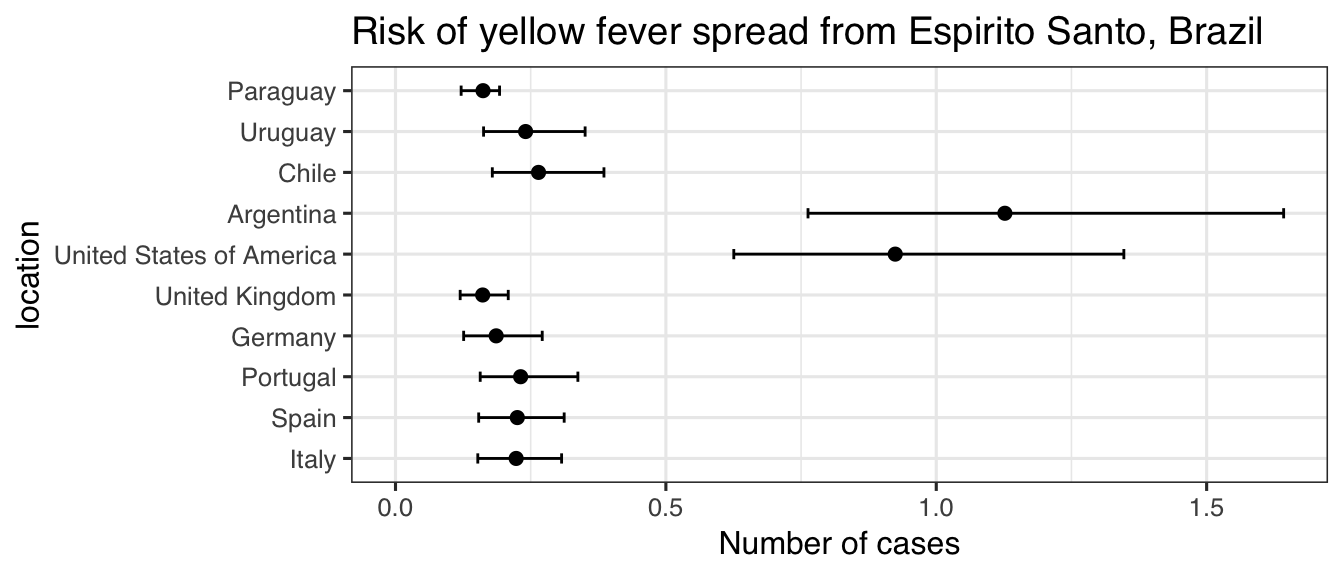 Risk of yellow fever spread from Espirito Santo, Brazil
location
Paraguay
Uruguay
Chile
Argentina
United States of America
United Kingdom
Germany
Portugal
Spain
Italy
0.0 0.5 1.0 1.5
Number of cases